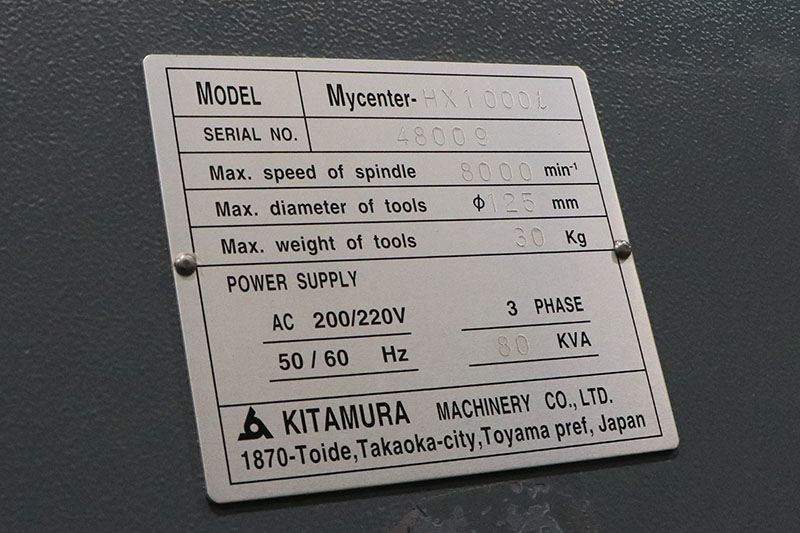 MODEL Mycenter-HX1000i
SERIAL NO. 48009
Max. speed of spindle 8000 min-1
Max. diameter of tools ϕ125 mm
Max. weight of tools 30 Kg
POWER SUPPLY
AC 200/220V 3 PHASE
50/60 Hz 80 KVA
KITAMURA MACHINERY CO., LTD.
1870-Toide,Takaoka-city,Toyama pref, Japan